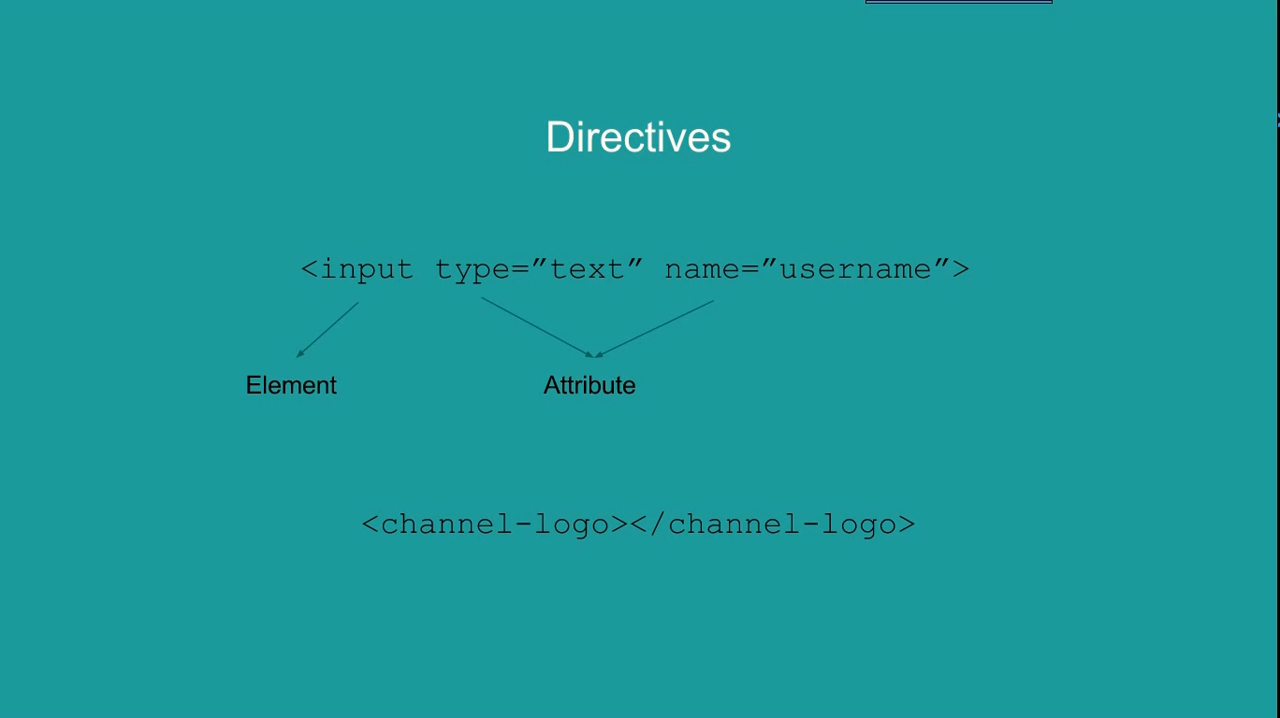 Directives
<input type=”text” name=”username”>
Element Attribute
<channel-logo></channel-logo>